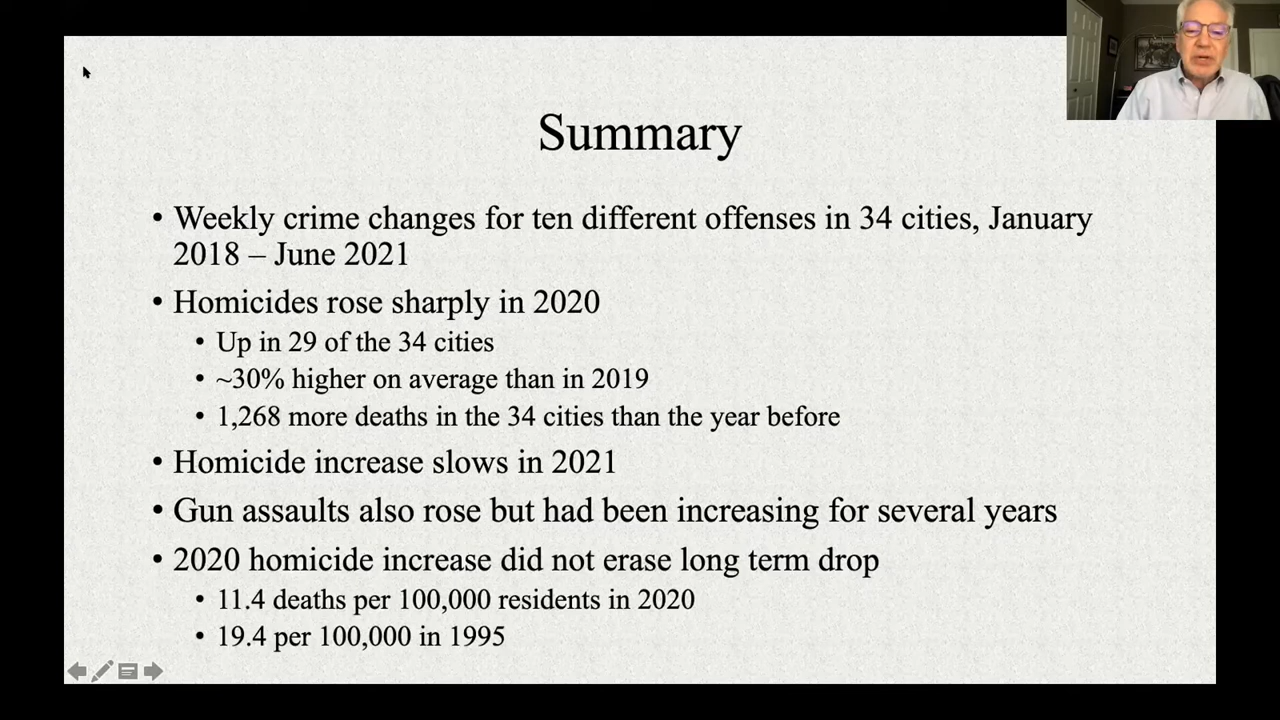 Summary
• Weekly crime changes for ten different offenses in 34 cities, January
2018 – June 2021
• Homicides rose sharply in 2020
• Up in 29 of the 34 cities
• ~30% higher on average than in 2019
• 1,268 more deaths in the 34 cities than the year before
• Homicide increase slows in 2021
• Gun assaults also rose but had been increasing for several years
• 2020 homicide increase did not erase long term drop
• 11.4 deaths per 100,000 residents in 2020
• 19.4 per 100,000 in 1995